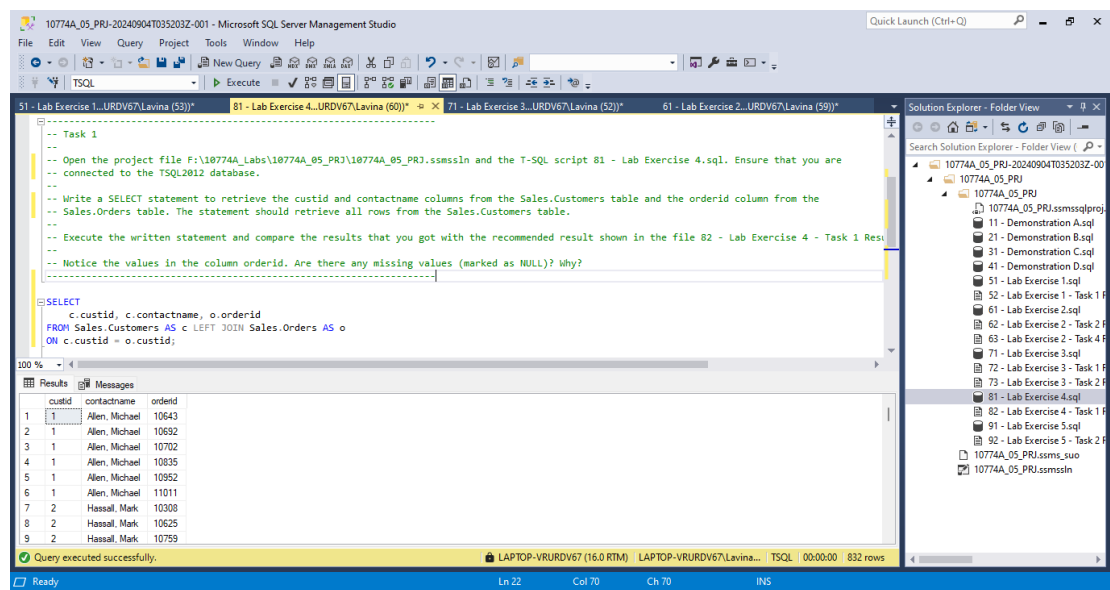 10774A_05_PRJ-20240904T035203Z-001 - Microsoft SQL Server Management Studio
Quick Launch (Ctrl+Q)
File Edit View Query Project Tools Window Help
New Query
TSQL
Execute
51 - Lab Exercise 1...URDV67\Lavina (53))*
81 - Lab Exercise 4...URDV67\Lavina (60))*
71 - Lab Exercise 3...URDV67\Lavina (52))*
61 - Lab Exercise 2...URDV67\Lavina (59))*
---------------------------------------------------------------------
-- Task 1
--
-- Open the project file F:\10774A_Labs\10774A_05_PRJ\10774A_05_PRJ.ssmssln and the T-SQL script 81 - Lab Exercise 4.sql. Ensure that you are
-- connected to the TSQL2012 database.
--
-- Write a SELECT statement to retrieve the custid and contactname columns from the Sales.Customers table and the orderid column from the
-- Sales.Orders table. The statement should retrieve all rows from the Sales.Customers table.
--
-- Execute the written statement and compare the results that you got with the recommended result shown in the file 82 - Lab Exercise 4 - Task 1 Resu
--
-- Notice the values in the column orderid. Are there any missing values (marked as NULL)? Why?
---------------------------------------------------------------------
SELECT
c.custid, c.contactname, o.orderid
FROM Sales.Customers AS c LEFT JOIN Sales.Orders AS o
ON c.custid = o.custid;
100 %
Results Messages
custid contactname orderid
1 1 Allen, Michael 10643
2 1 Allen, Michael 10692
3 1 Allen, Michael 10702
4 1 Allen, Michael 10835
5 1 Allen, Michael 10952
6 1 Allen, Michael 11011
7 2 Hassall, Mark 10308
8 2 Hassall, Mark 10625
9 2 Hassall, Mark 10759
Query executed successfully.
LAPTOP-VRURDV67 (16.0 RTM) LAPTOP-VRURDV67\Lavina... TSQL 00:00:00 832 rows
Solution Explorer - Folder View
Search Solution Explorer - Folder View (
10774A_05_PRJ-20240904T035203Z-00
10774A_05_PRJ
10774A_05_PRJ
10774A_05_PRJ.ssmssqlproj.
11 - Demonstration A.sql
21 - Demonstration B.sql
31 - Demonstration C.sql
41 - Demonstration D.sql
51 - Lab Exercise 1.sql
52 - Lab Exercise 1 - Task 1 R
61 - Lab Exercise 2.sql
62 - Lab Exercise 2 - Task 2 F
63 - Lab Exercise 2 - Task 4 F
71 - Lab Exercise 3.sql
72 - Lab Exercise 3 - Task 1 F
73 - Lab Exercise 3 - Task 2 F
81 - Lab Exercise 4.sql
82 - Lab Exercise 4 - Task 1 F
91 - Lab Exercise 5.sql
92 - Lab Exercise 5 - Task 2 F
10774A_05_PRJ.ssms_suo
10774A_05_PRJ.ssmssln
Ready Ln 22 Col 70 Ch 70 INS